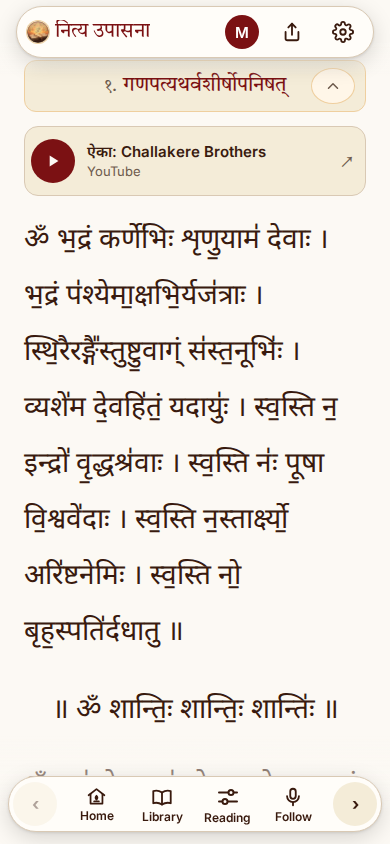 नित्य उपासना
M
१. गणपत्यथर्वशीर्षोपनिषत्
ऐका: Challakere Brothers
YouTube
ॐ भ॒द्रं कर्णे॑भिः शृणु॒याम॑ देवाः ।
भ॒द्रं प॑श्येमा॒क्षभि॒र्यज॑त्राः ।
स्थि॒रैरङ्गै᳚स्तुष्टु॒वाग्ं स॑स्त॒नूभिः॑ ।
व्यशे॑म दे॒वहि॑तं॒ यदायुः॑ । स्व॒स्ति न॒
इन्द्रो॑ वृ॒द्धश्र॑वाः । स्व॒स्ति नः॑ पू॒षा
वि॒श्ववे॑दाः । स्व॒स्ति न॒स्तार्क्ष्यो॒
अरि॑ष्टनेमिः । स्व॒स्ति नो॒
बृह॒स्पति॑र्दधातु ॥
॥ ॐ शान्तिः॒ शान्तिः॒ शान्तिः॑ ॥
Home
Library
Reading
Follow